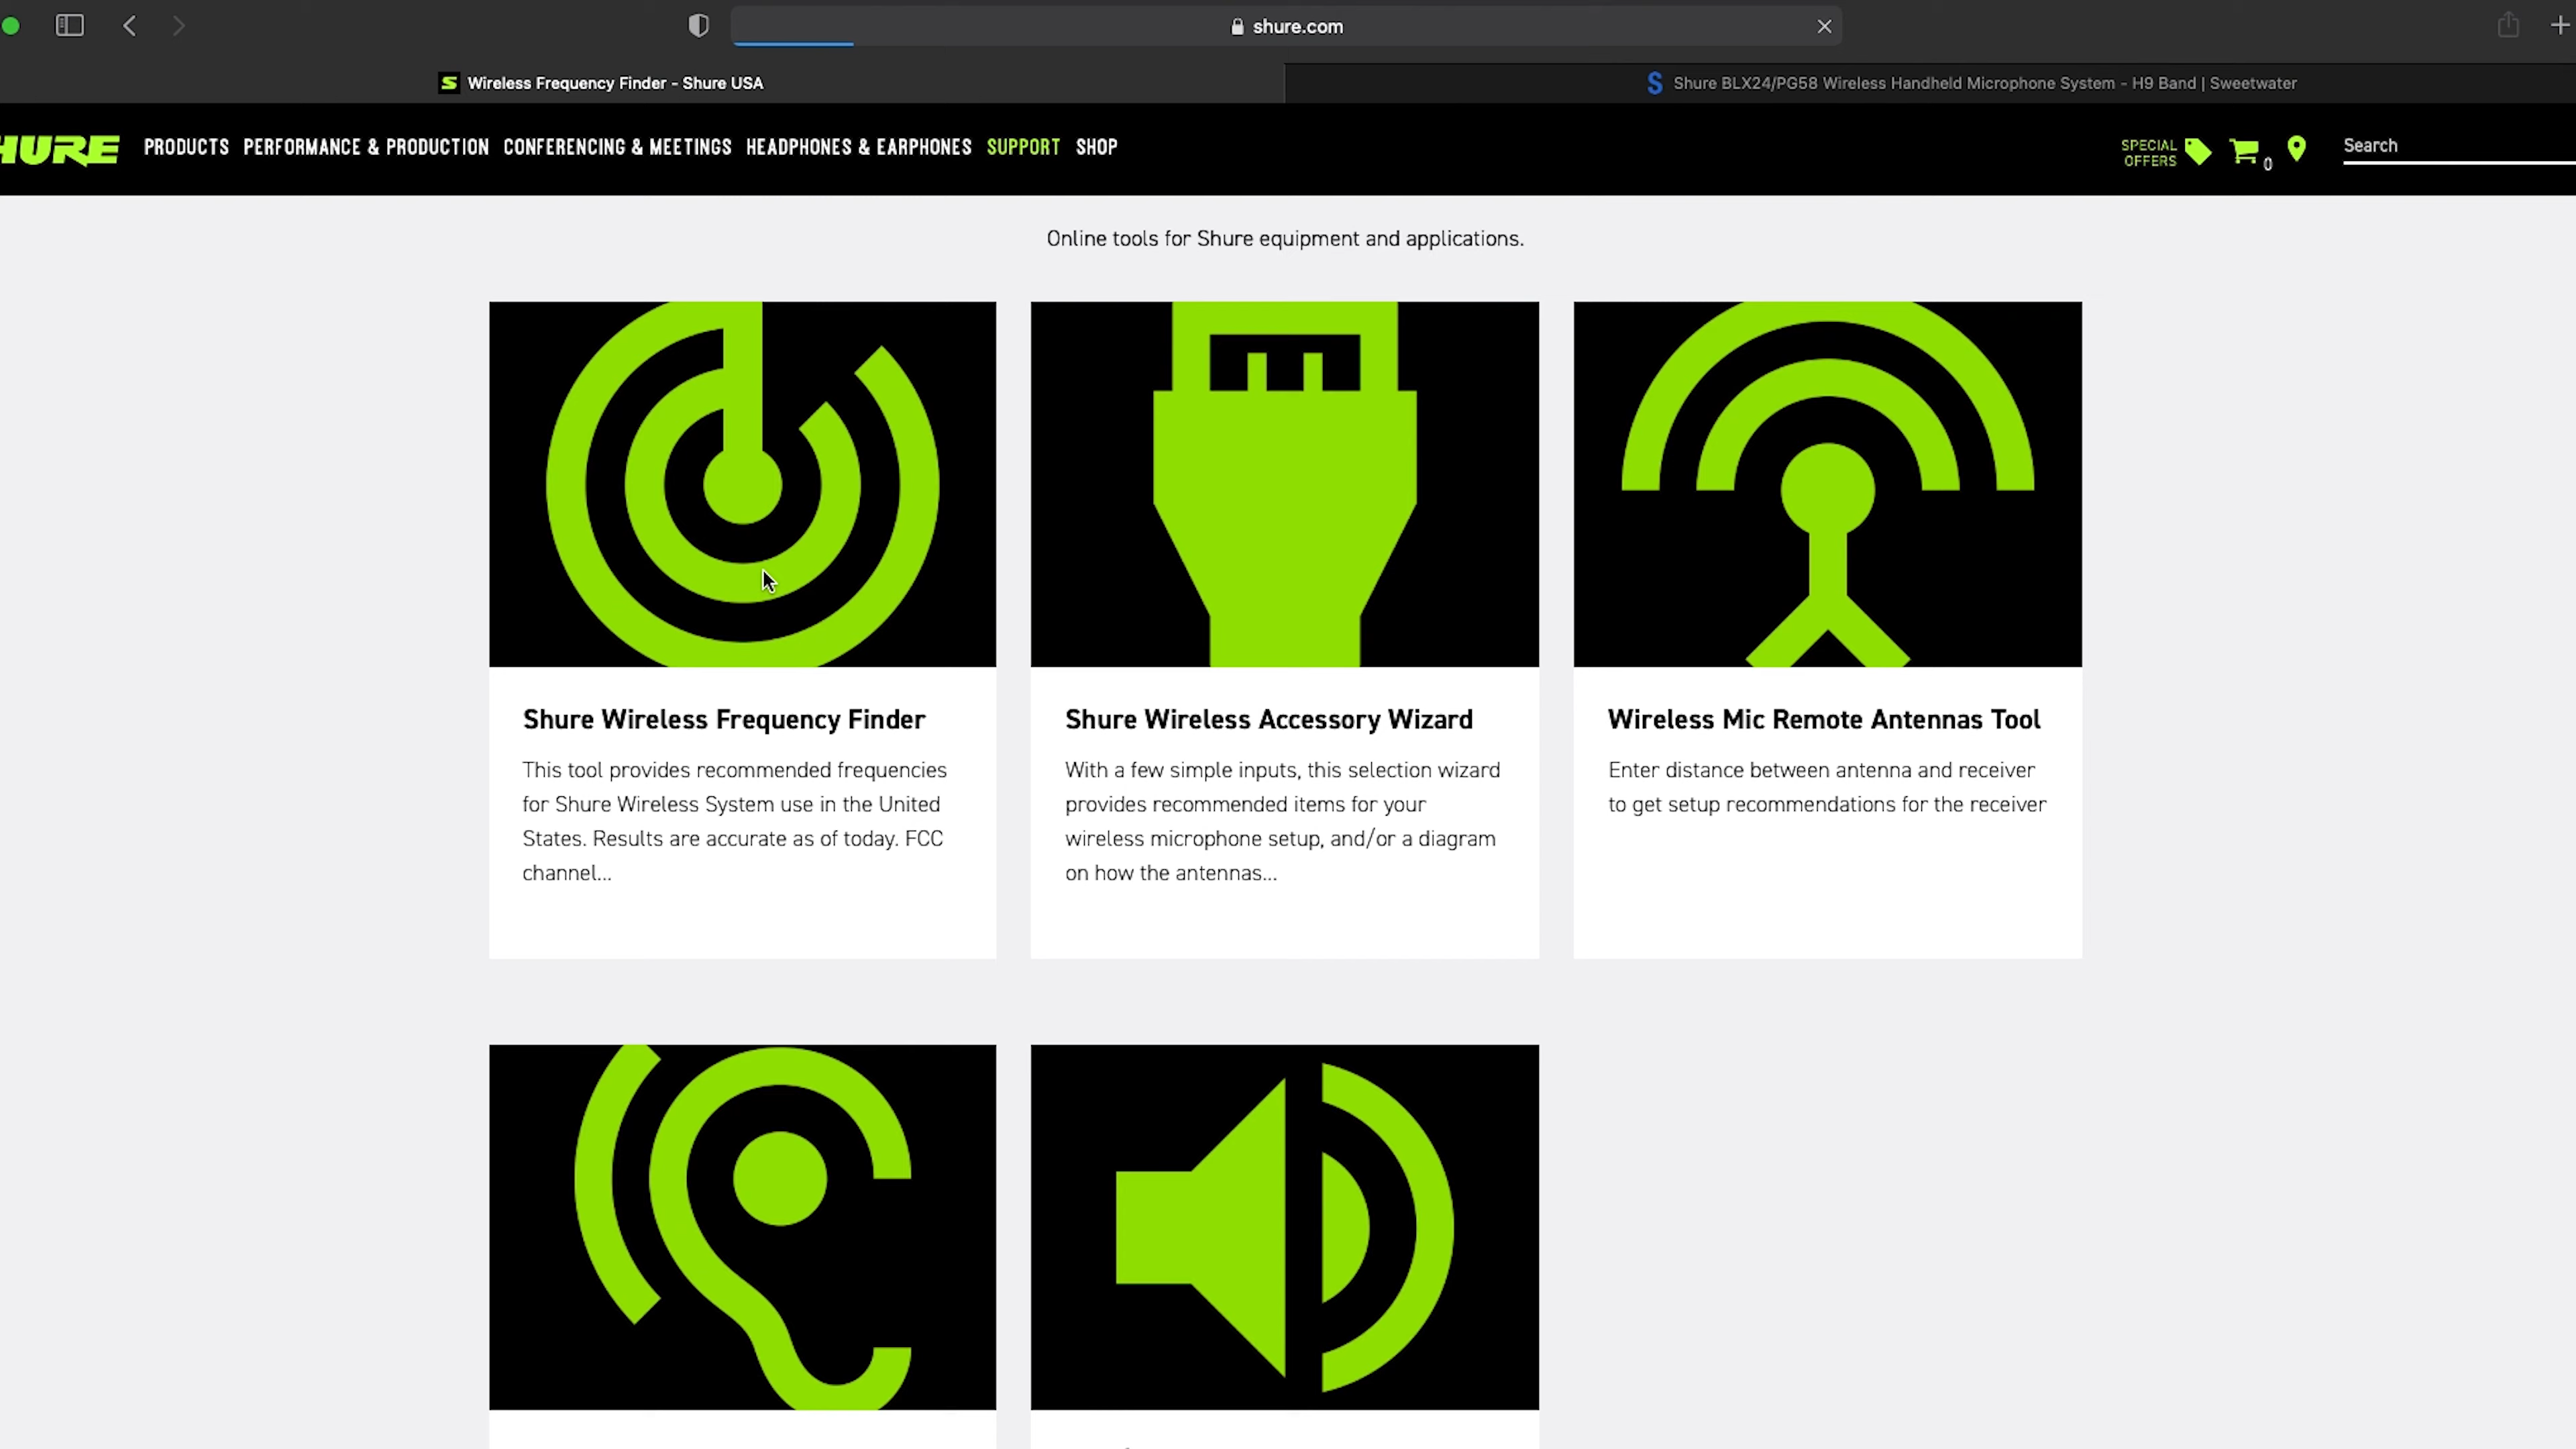 shure.com
Wireless Frequency Finder - Shure USA
Shure BLX24/PG58 Wireless Handheld Microphone System - H9 Band | Sweetwater
HURE PRODUCTS PERFORMANCE & PRODUCTION CONFERENCING & MEETINGS HEADPHONES & EARPHONES SUPPORT SHOP
SPECIAL
OFFERS
0
Search
Online tools for Shure equipment and applications.
Shure Wireless Frequency Finder
This tool provides recommended frequencies
for Shure Wireless System use in the United
States. Results are accurate as of today. FCC
channel...
Shure Wireless Accessory Wizard
With a few simple inputs, this selection wizard
provides recommended items for your
wireless microphone setup, and/or a diagram
on how the antennas...
Wireless Mic Remote Antennas Tool
Enter distance between antenna and receiver
to get setup recommendations for the receiver